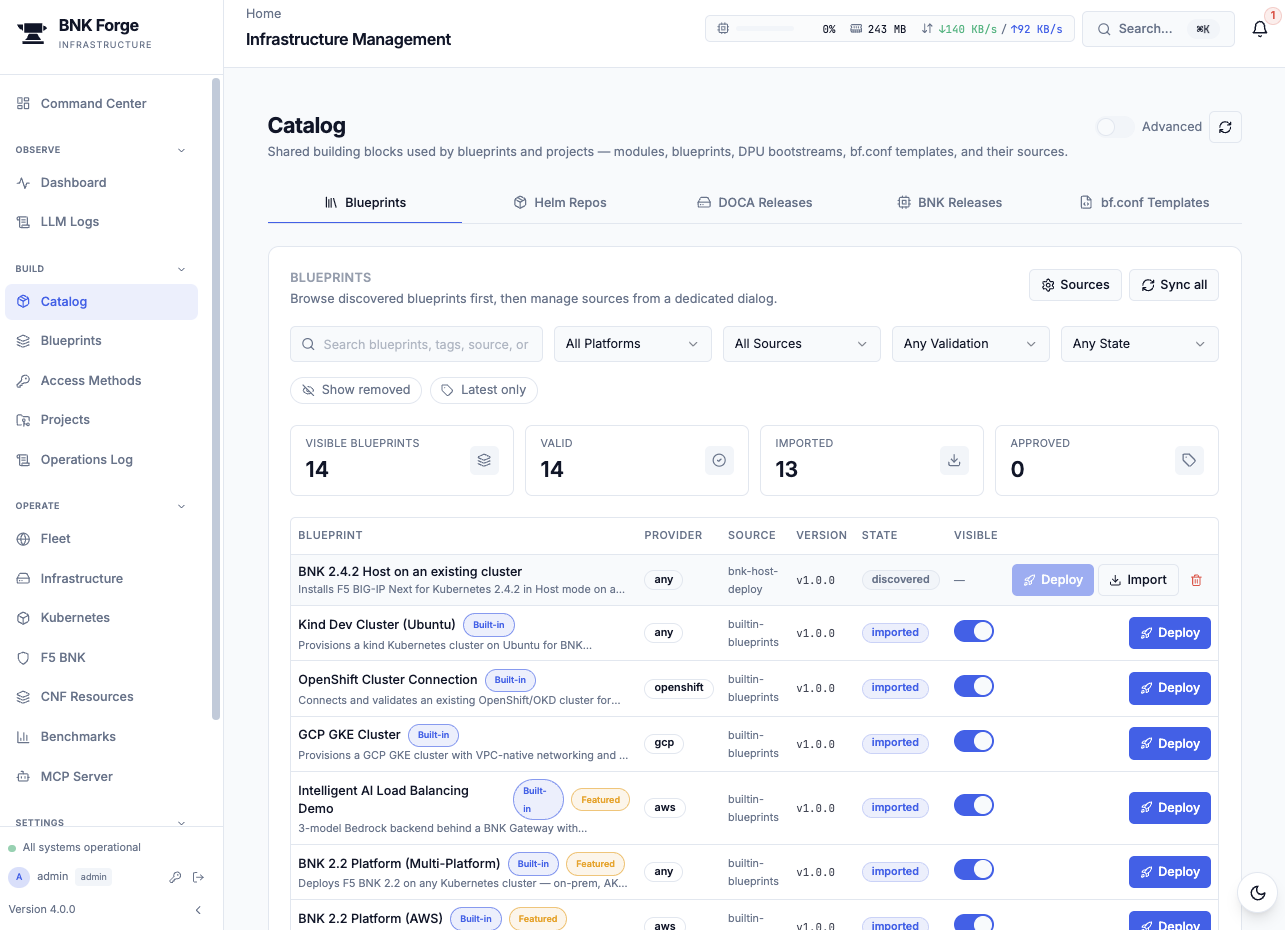 BNK Forge
INFRASTRUCTURE
Command Center
OBSERVE
Dashboard
LLM Logs
BUILD
Catalog
Blueprints
Access Methods
Projects
Operations Log
OPERATE
Fleet
Infrastructure
Kubernetes
F5 BNK
CNF Resources
Benchmarks
MCP Server
SETTINGS
All systems operational
A admin admin
Version 4.0.0
Home
Infrastructure Management
0% 243 MB ↓140 KB/s / ↑92 KB/s
Search... ⌘K
1
Catalog
Advanced
Shared building blocks used by blueprints and projects — modules, blueprints, DPU bootstreams, bf.conf templates, and their sources.
Blueprints Helm Repos DOCA Releases BNK Releases bf.conf Templates
BLUEPRINTS
Browse discovered blueprints first, then manage sources from a dedicated dialog.
Sources Sync all
Search blueprints, tags, source, or
All Platforms All Sources Any Validation Any State
Show removed Latest only
VISIBLE BLUEPRINTS
14
VALID
14
IMPORTED
13
APPROVED
0
BLUEPRINT PROVIDER SOURCE VERSION STATE VISIBLE
BNK 2.4.2 Host on an existing cluster
Installs F5 BIG-IP Next for Kubernetes 2.4.2 in Host mode on a...
any
bnk-host-
deploy
v1.0.0 discovered — Deploy Import
Kind Dev Cluster (Ubuntu) Built-in
Provisions a kind Kubernetes cluster on Ubuntu for BNK...
any
builtin-
blueprints
v1.0.0 imported Deploy
OpenShift Cluster Connection Built-in
Connects and validates an existing OpenShift/OKD cluster for...
openshift
builtin-
blueprints
v1.0.0 imported Deploy
GCP GKE Cluster Built-in
Provisions a GCP GKE cluster with VPC-native networking and ...
gcp
builtin-
blueprints
v1.0.0 imported Deploy
Intelligent AI Load Balancing
Demo
Built-
in
Featured
3-model Bedrock backend behind a BNK Gateway with...
aws
builtin-
blueprints
v1.0.0 imported Deploy
BNK 2.2 Platform (Multi-Platform) Built-in Featured
Deploys F5 BNK 2.2 on any Kubernetes cluster — on-prem, AK...
any
builtin-
blueprints
v1.0.0 imported Deploy
BNK 2.2 Platform (AWS) Built-in Featured
aws
builtin-
v1.0.0 imported Deploy